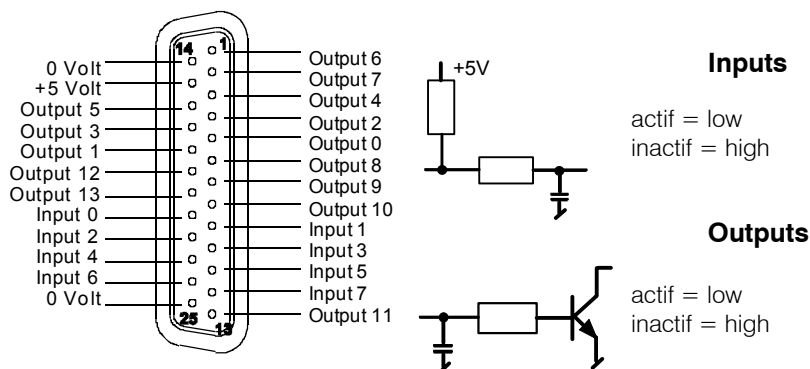 14
1
0 Volt
+5 Volt
Output 5
Output 3
Output 1
Output 12
Output 13
Input 0
Input 2
Input 4
Input 6
0 Volt
25
13
Output 6
Output 7
Output 4
Output 2
Output 0
Output 8
Output 9
Output 10
Input 1
Input 3
Input 5
Input 7
Output 11
+5V
Inputs
actif = low
inactif = high
Outputs
actif = low
inactif = high